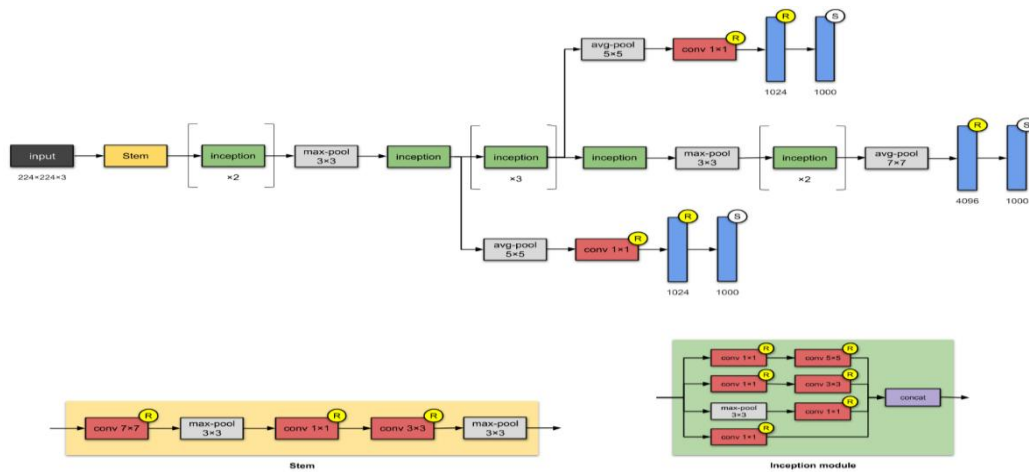 R
S
avg-pool
5×5
conv 1×1
R
1024
1000
input
224×224×3
Stem
inception
×2
max-pool
3×3
inception
inception
×3
inception
max-pool
3×3
inception
×2
avg-pool
7×7
R
S
4096
1000
avg-pool
5×5
conv 1×1
R
R
S
1024
1000
conv 7×7
R
max-pool
3×3
conv 1×1
R
conv 3×3
R
max-pool
3×3
Stem
conv 1×1
R
conv 5×5
R
conv 1×1
R
conv 3×3
R
max-pool
3×3
conv 1×1
R
conv 1×1
R
concat
Inception module